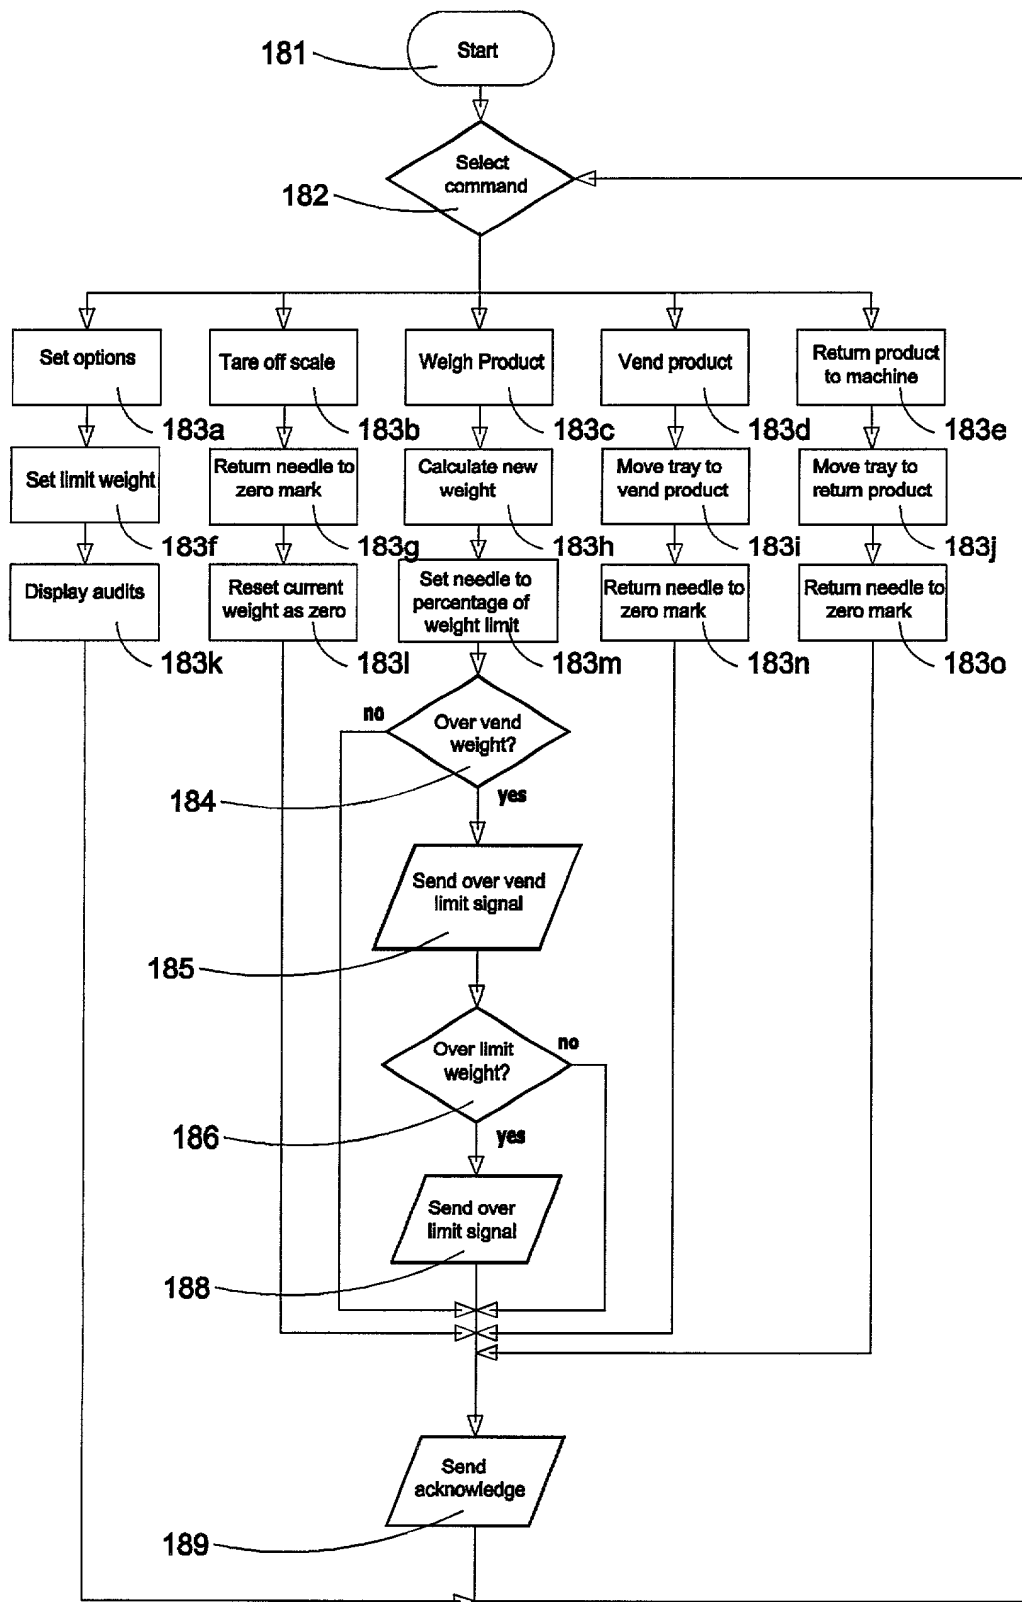 Start
181
Select
command
182
Set options
183a
Tare off scale
183b
Weigh Product
183c
Vend product
183d
Return product
to machine
183e
Set limit weight
183f
Return needle to
zero mark
183g
Calculate new
weight
183h
Move tray to
vend product
183i
Move tray to
return product
183j
Display audits
183k
Reset current
weight as zero
183l
Set needle to
percentage of
weight limit
183m
Return needle to
zero mark
183n
Return needle to
zero mark
183o
no
Over vend
weight?
184
yes
Send over vend
limit signal
185
Over limit
weight?
no
186
yes
Send over
limit signal
188
Send
acknowledge
189